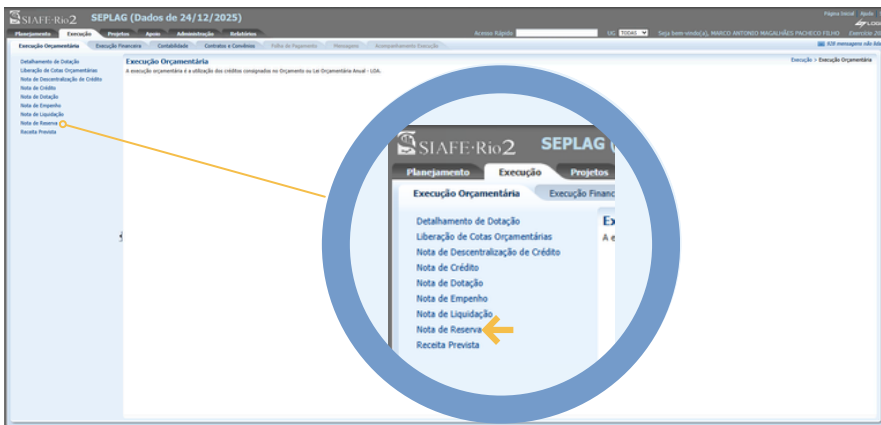 SIAFE-Rio2 SEPLAG (Dados de 24/12/2025)
Página Inicial Ajuda
Planejamento Execução Projetos Apoio Administração Relatórios
Acesso Rápido
UG TODAS Seja bem-vindo(a), MARCO ANTONIO MAGALHÃES PACHECO FILHO Exercício 20
Execução Orçamentária Execução Financeira Contabilidade Contratos e Convênios Folha de Pagamento Mensagens Acompanhamento Execução
828 mensagens não
Detalhamento de Dotação
Liberação de Cotas Orçamentárias
Nota de Descentralização de Crédito
Nota de Crédito
Nota de Dotação
Nota de Empenho
Nota de Liquidação
Nota de Reserva
Receita Prevista
Execução Orçamentária
A execução orçamentária é a utilização dos créditos consignados no Orçamento ou Lei Orçamentária Anual - LOA.
Execução > Execução Orçamentária
SIAFE·Rio2 SEPLAG (
Planejamento Execução Projetos
Execução Orçamentária Execução Financ
Detalhamento de Dotação
Liberação de Cotas Orçamentárias
Nota de Descentralização de Crédito
Nota de Crédito
Nota de Dotação
Nota de Empenho
Nota de Liquidação
Nota de Reserva
Receita Prevista
Ex
A e